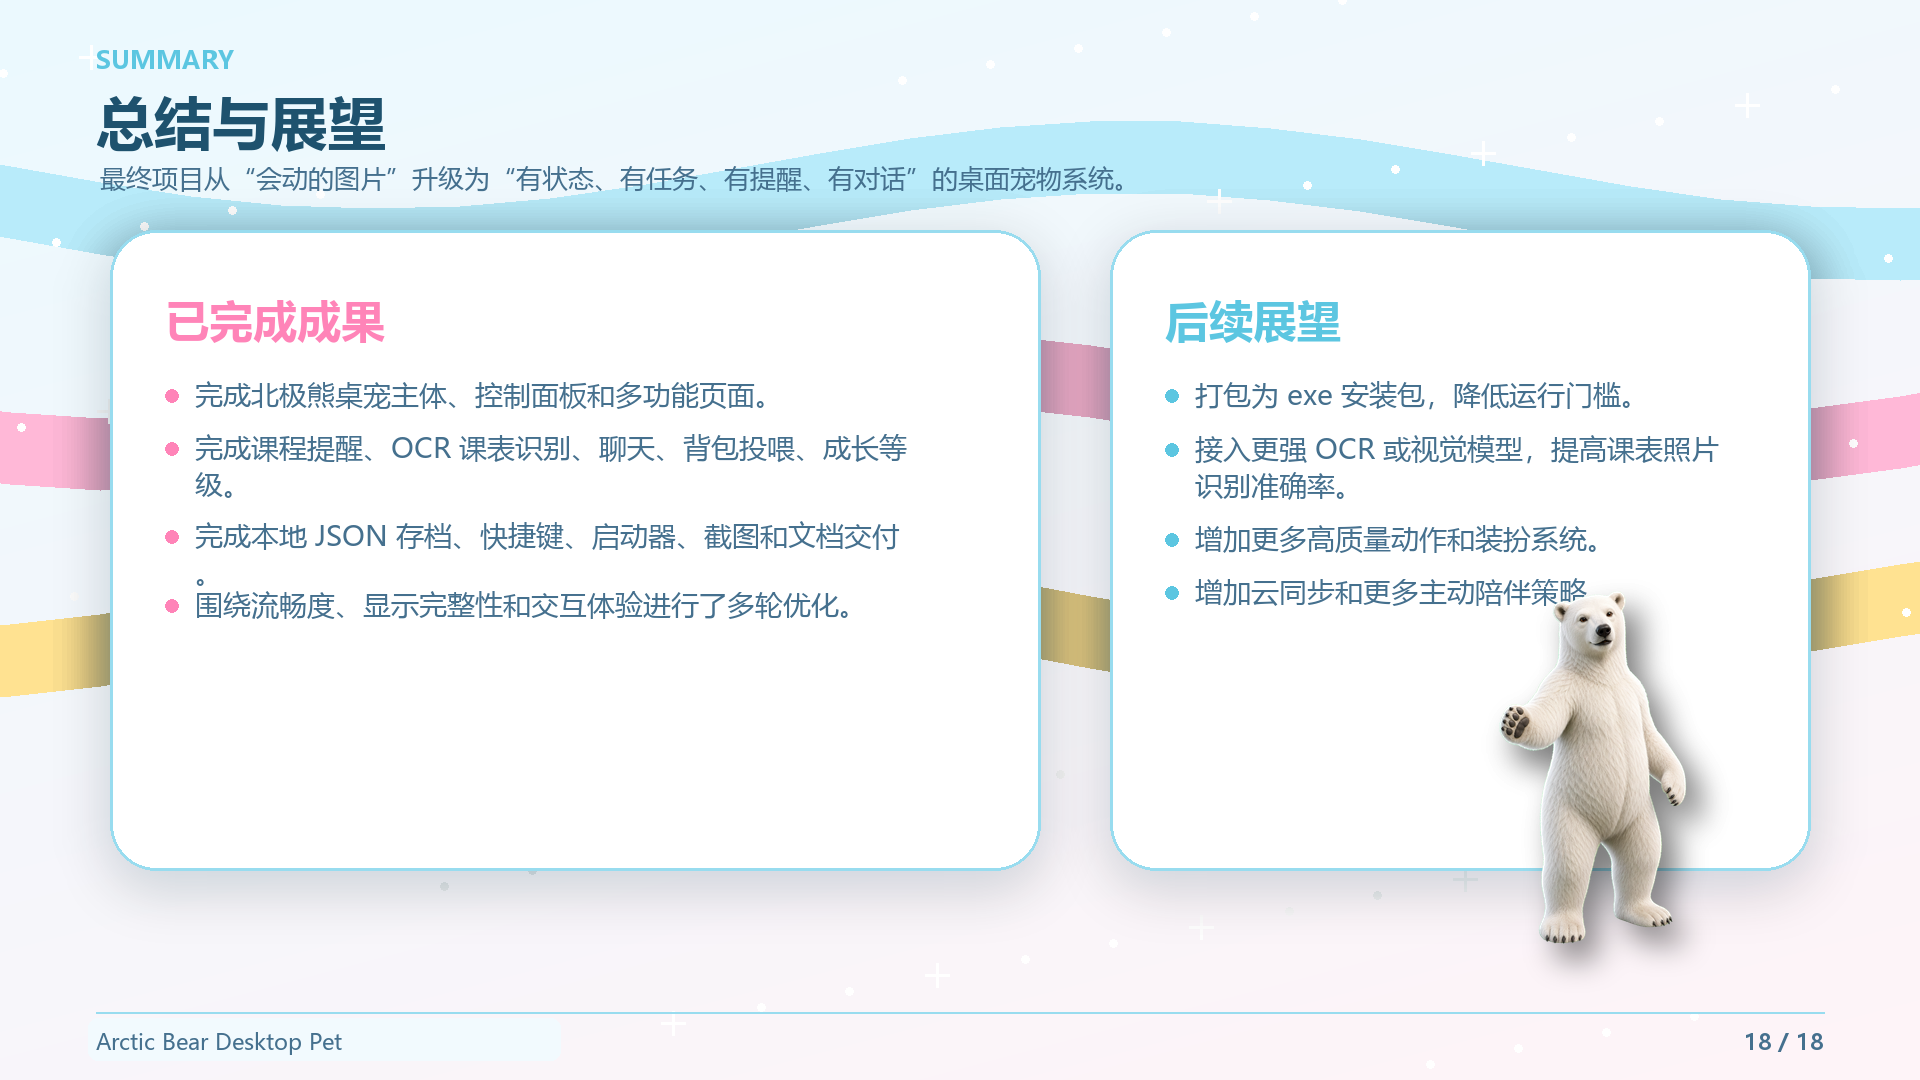 SUMMARY
总结与展望
最终项目从“会动的图片”升级为“有状态、有任务、有提醒、有对话”的桌面宠物系统。
已完成成果
完成北极熊桌宠主体、控制面板和多功能页面。
完成课程提醒、OCR 课表识别、聊天、背包投喂、成长等
级。
完成本地 JSON 存档、快捷键、启动器、截图和文档交付
。
围绕流畅度、显示完整性和交互体验进行了多轮优化。
后续展望
打包为 exe 安装包，降低运行门槛。
接入更强 OCR 或视觉模型，提高课表照片
识别准确率。
增加更多高质量动作和装扮系统。
增加云同步和更多主动陪伴策略
Arctic Bear Desktop Pet
18 / 18